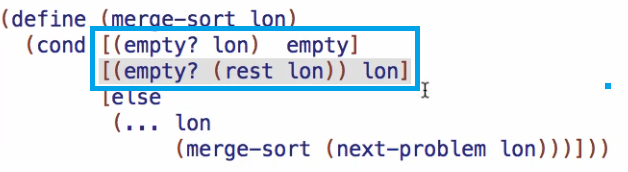 (define (merge-sort lon)
(cond [(empty? lon) empty]
[(empty? (rest lon)) lon]
[else
(... lon
(merge-sort (next-problem lon)))]))